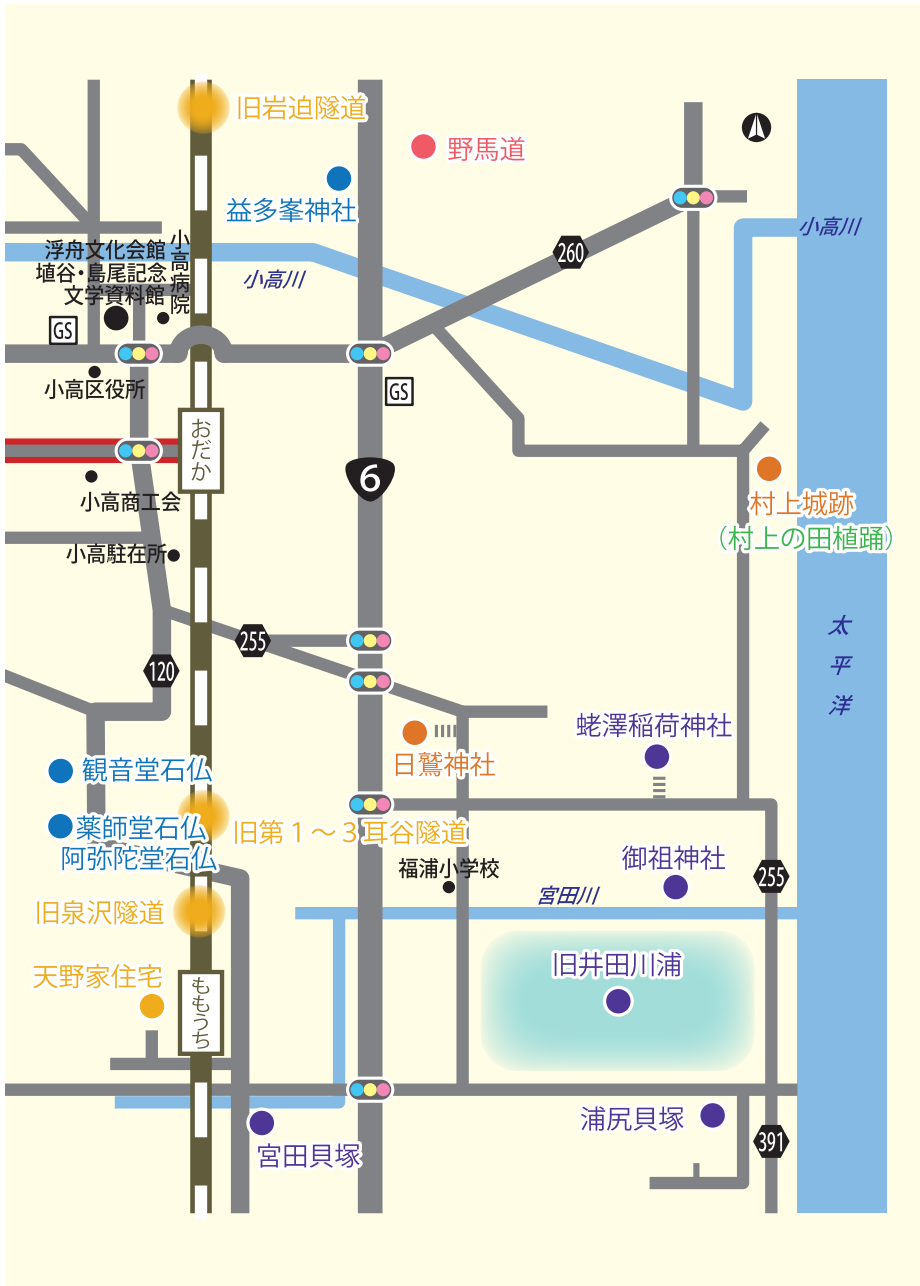 旧岩迫隧道
野馬道
益多峯神社
小高川
浮舟文化会館
埴谷・島尾記念
文学資料館
小高病院
小高川
260
GS
小高区役所
GS
おだか
6
小高商工会
村上城跡
(村上の田植踊)
小高駐在所
太平洋
255
120
蛯澤稲荷神社
日鷲神社
観音堂石仏
薬師堂石仏
阿弥陀堂石仏
旧第1~3耳谷隧道
福浦小学校
御祖神社
255
宮田川
旧泉沢隧道
旧井田川浦
天野家住宅
ももうち
浦尻貝塚
宮田貝塚
391